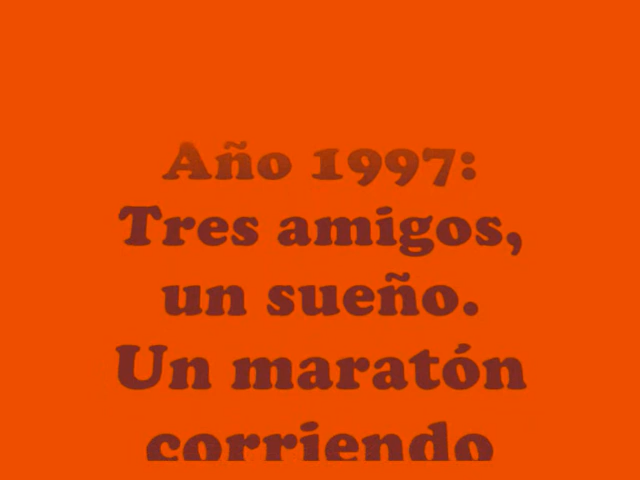 Año 1997:
Tres amigos,
un sueño.
Un maratón
corriendo